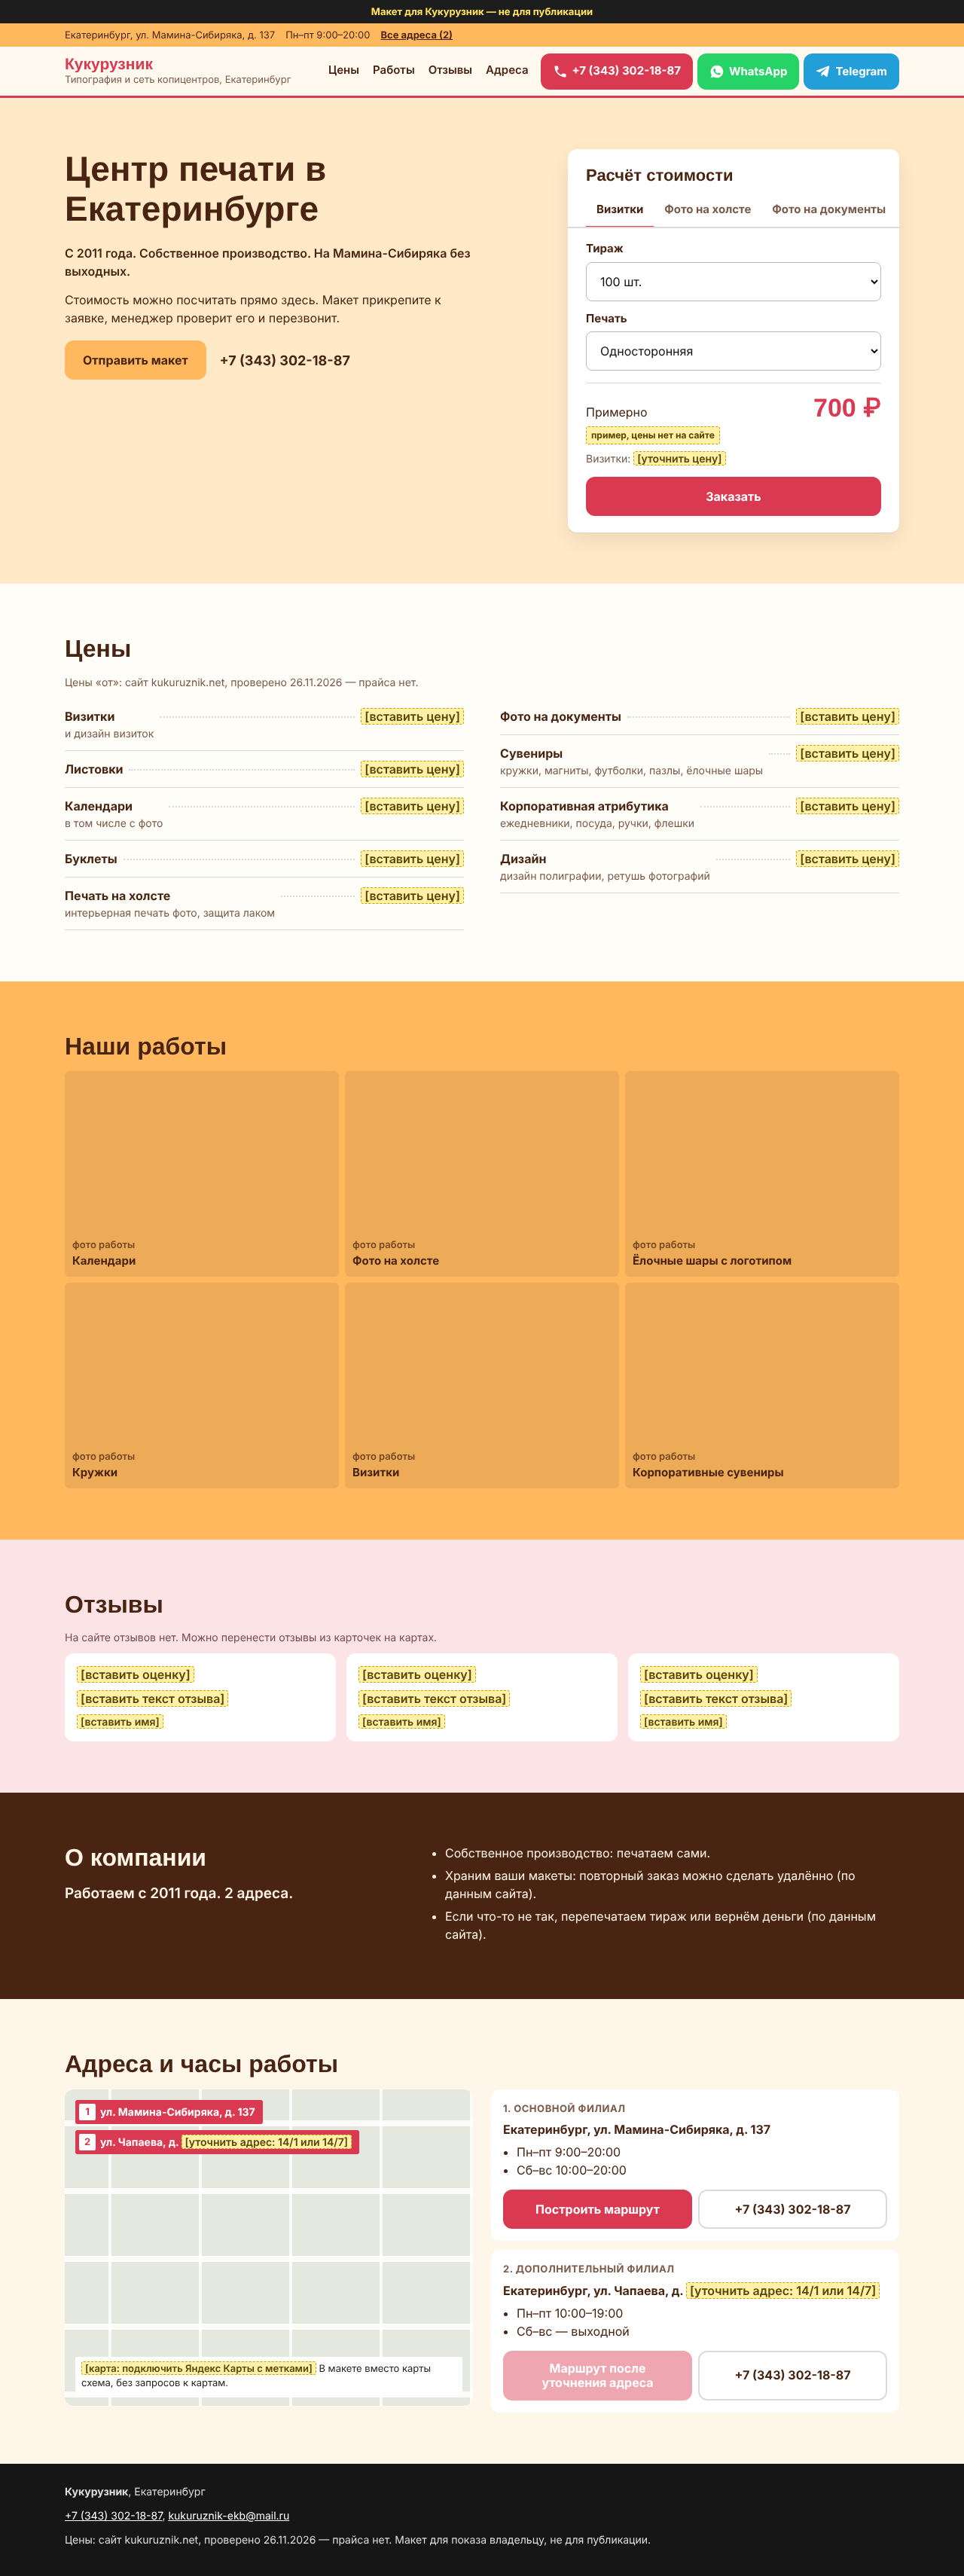 Макет для Кукурузник — не для публикации
Екатеринбург, ул. Мамина-Сибиряка, д. 137 Пн–пт 9:00–20:00 Все адреса (2)
Кукурузник
Типография и сеть копицентров, Екатеринбург
Цены Работы Отзывы Адреса +7 (343) 302-18-87 WhatsApp Telegram
Центр печати в
Екатеринбурге
С 2011 года. Собственное производство. На Мамина-Сибиряка без
выходных.
Стоимость можно посчитать прямо здесь. Макет прикрепите к
заявке, менеджер проверит его и перезвонит.
Отправить макет +7 (343) 302-18-87
Расчёт стоимости
Визитки Фото на холсте Фото на документы
Тираж
100 шт.
Печать
Односторонняя
Примерно 700 ₽
пример, цены нет на сайте
Визитки: [уточнить цену]
Заказать
Цены
Цены «от»: сайт kukuruznik.net, проверено 26.11.2026 — прайса нет.
Визитки [вставить цену]
и дизайн визиток
Листовки [вставить цену]
Календари [вставить цену]
в том числе с фото
Буклеты [вставить цену]
Печать на холсте [вставить цену]
интерьерная печать фото, защита лаком
Фото на документы [вставить цену]
Сувениры [вставить цену]
кружки, магниты, футболки, пазлы, ёлочные шары
Корпоративная атрибутика [вставить цену]
ежедневники, посуда, ручки, флешки
Дизайн [вставить цену]
дизайн полиграфии, ретушь фотографий
Наши работы
фото работы
Календари
фото работы
Фото на холсте
фото работы
Ёлочные шары с логотипом
фото работы
Кружки
фото работы
Визитки
фото работы
Корпоративные сувениры
Отзывы
На сайте отзывов нет. Можно перенести отзывы из карточек на картах.
[вставить оценку]
[вставить текст отзыва]
[вставить имя]
[вставить оценку]
[вставить текст отзыва]
[вставить имя]
[вставить оценку]
[вставить текст отзыва]
[вставить имя]
О компании
Работаем с 2011 года. 2 адреса.
• Собственное производство: печатаем сами.
• Храним ваши макеты: повторный заказ можно сделать удалённо (по
данным сайта).
• Если что-то не так, перепечатаем тираж или вернём деньги (по данным
сайта).
Адреса и часы работы
1 ул. Мамина-Сибиряка, д. 137
2 ул. Чапаева, д. [уточнить адрес: 14/1 или 14/7]
[карта: подключить Яндекс Карты с метками] В макете вместо карты
схема, без запросов к картам.
1. ОСНОВНОЙ ФИЛИАЛ
Екатеринбург, ул. Мамина-Сибиряка, д. 137
• Пн–пт 9:00–20:00
• Сб–вс 10:00–20:00
Построить маршрут +7 (343) 302-18-87
2. ДОПОЛНИТЕЛЬНЫЙ ФИЛИАЛ
Екатеринбург, ул. Чапаева, д. [уточнить адрес: 14/1 или 14/7]
• Пн–пт 10:00–19:00
• Сб–вс — выходной
Маршрут после
уточнения адреса
+7 (343) 302-18-87
Кукурузник, Екатеринбург
+7 (343) 302-18-87, kukuruznik-ekb@mail.ru
Цены: сайт kukuruznik.net, проверено 26.11.2026 — прайса нет. Макет для показа владельцу, не для публикации.